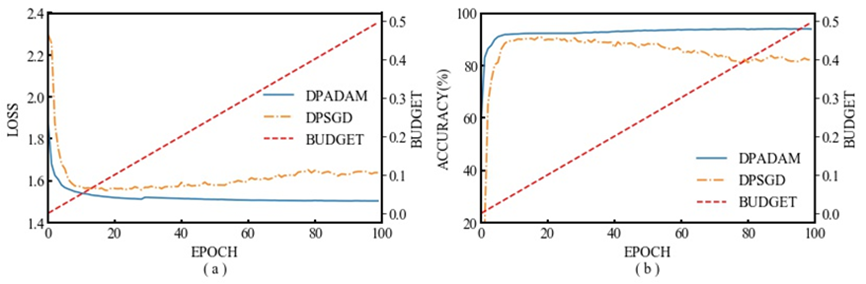 2.4
2.2
2.0
1.8
1.6
1.4
LOSS
0.5
0.4
0.3
0.2
0.1
0.0
BUDGET
DPADAM
DPSGD
BUDGET
0 20 40 60 80 100
EPOCH
( a )
100
80
60
40
20
ACCURACY(%)
0.5
0.4
0.3
0.2
0.1
0.0
BUDGET
DPADAM
DPSGD
BUDGET
0 20 40 60 80 100
EPOCH
( b )